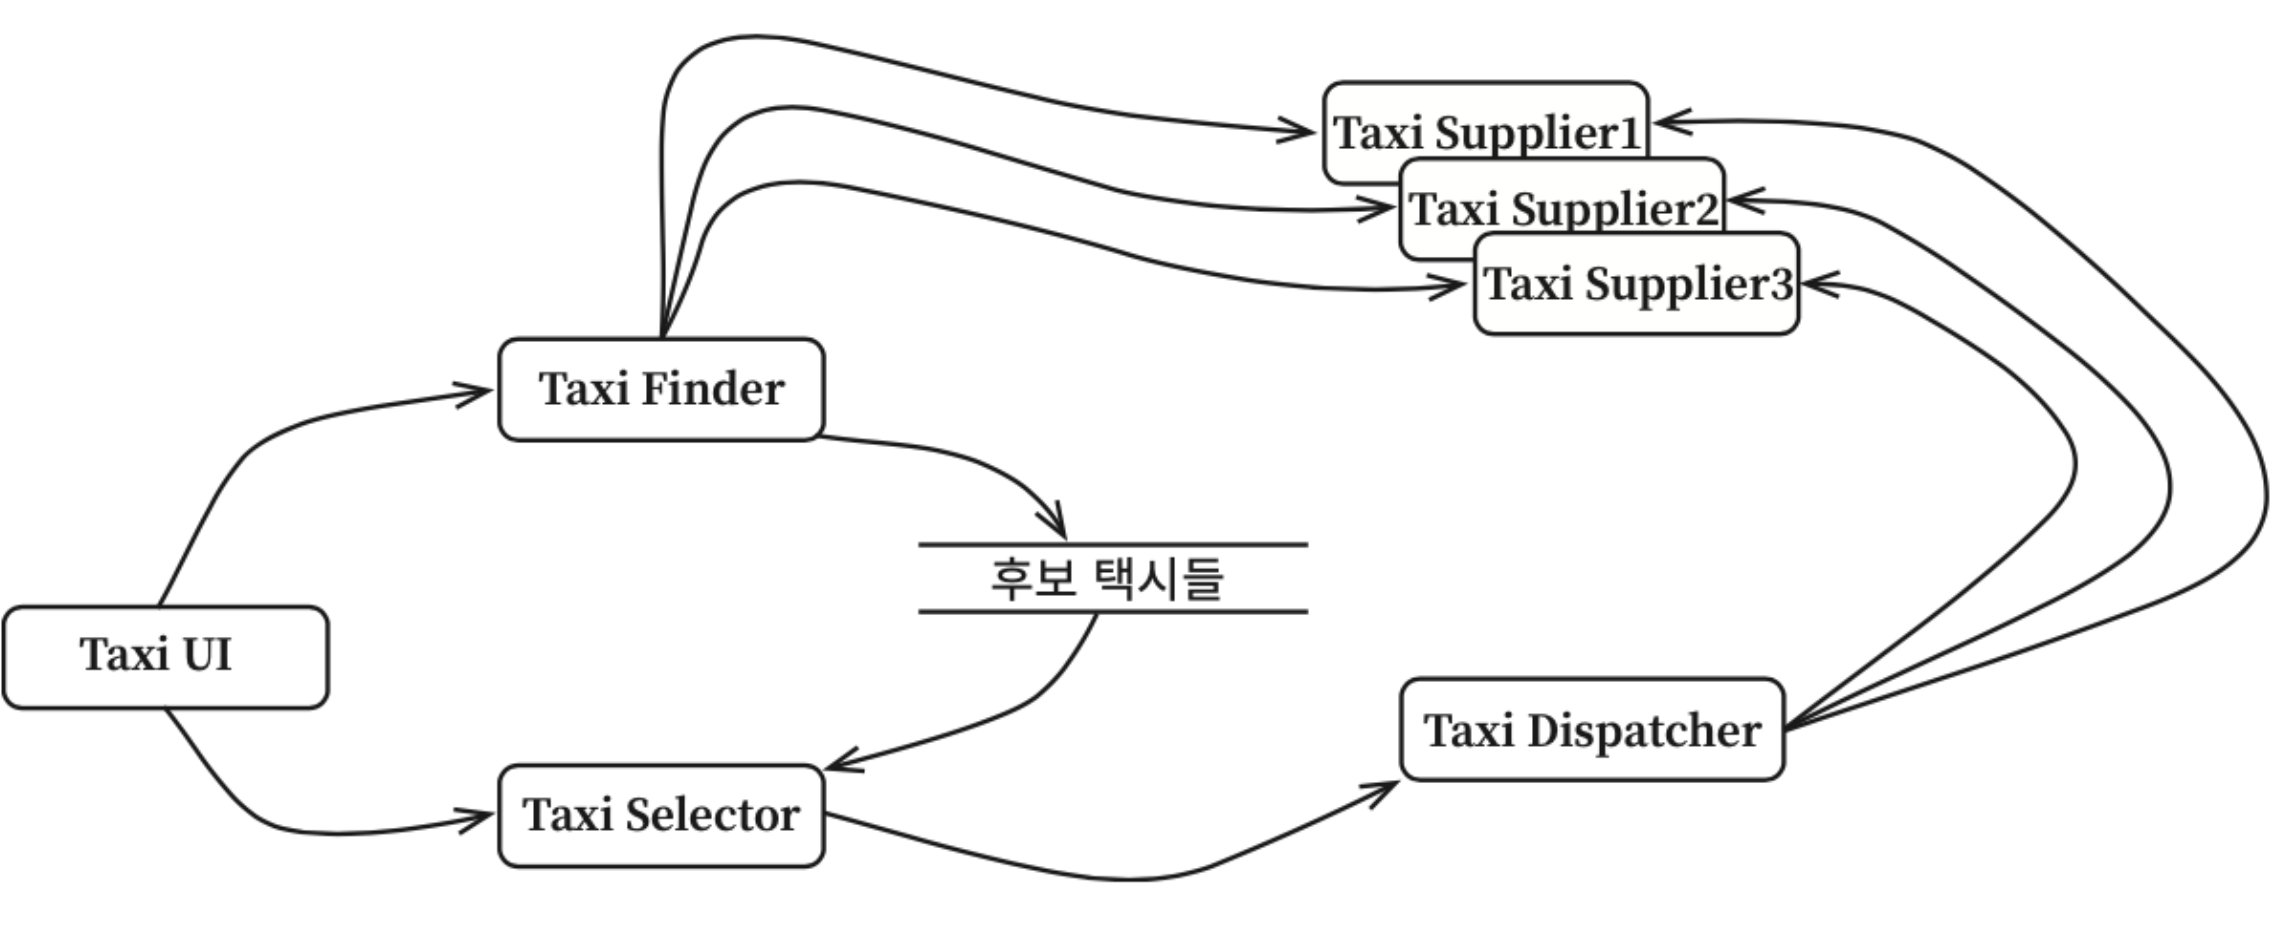 Taxi Supplier1
Taxi Supplier2
Taxi Supplier3
Taxi Finder
후보 택시들
Taxi UI
Taxi Dispatcher
Taxi Selector